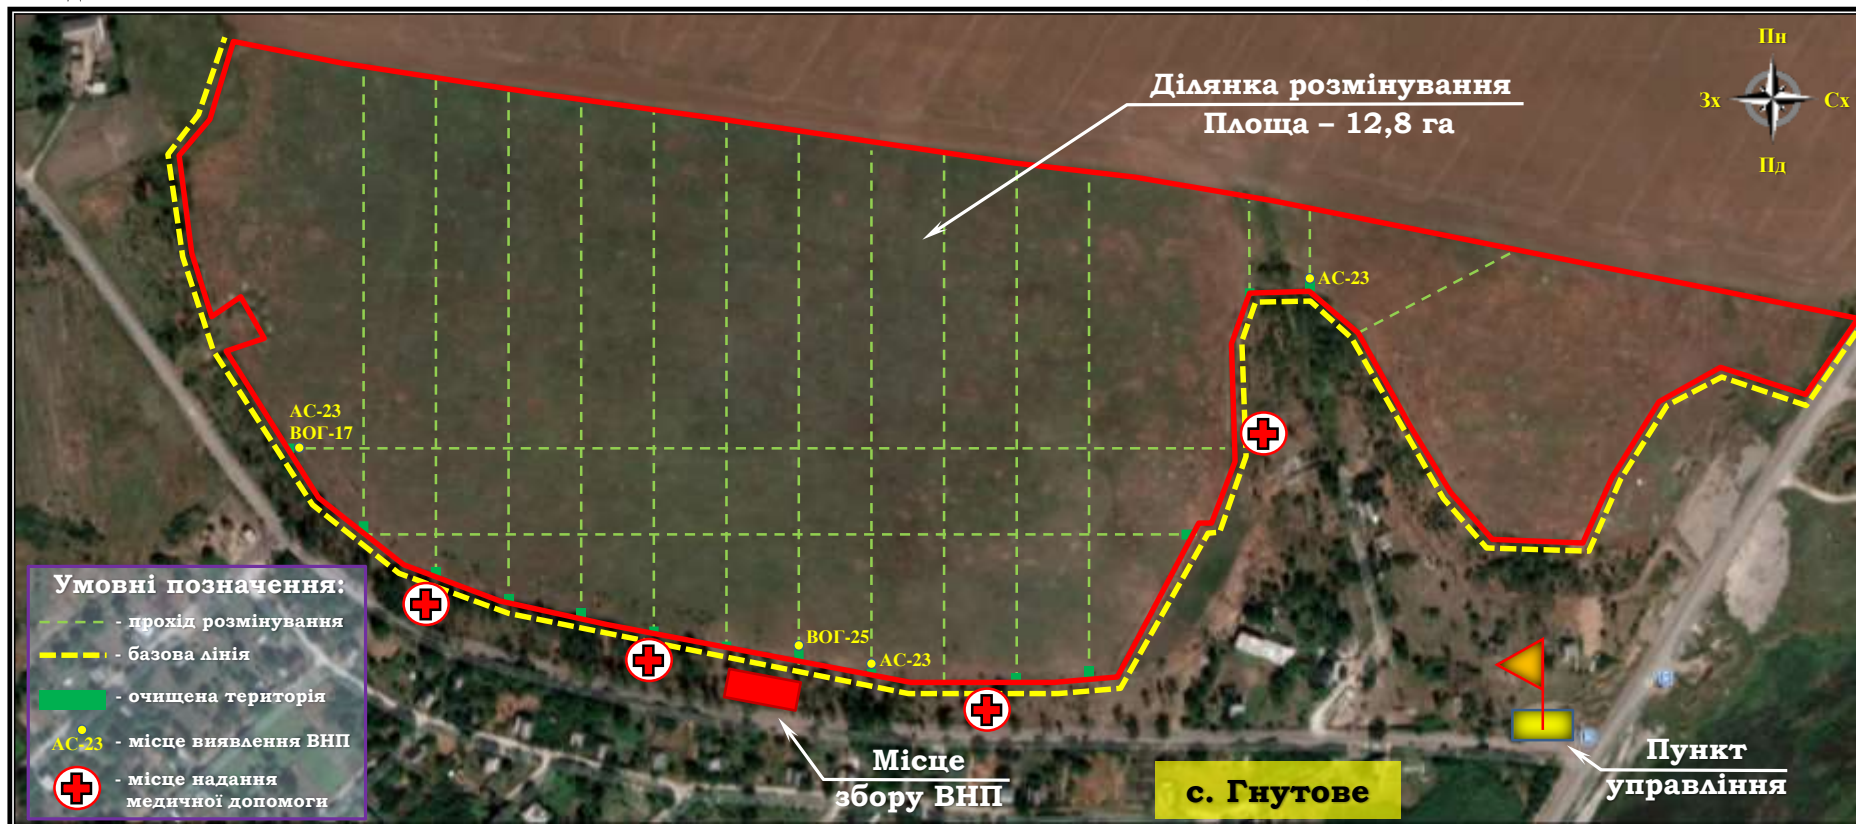 Ділянка розмінування
Площа – 12,8 га
Пн
Зх
Сх
Пд
АС-23
АС-23
ВОГ-17
ВОГ-25
АС-23
Умовні позначення:
- прохід розмінування
- базова лінія
- очищена територія
АС-23 - місце виявлення ВНП
- місце надання
медичної допомоги
Місце
збору ВНП
с. Гнутове
Пункт
управління